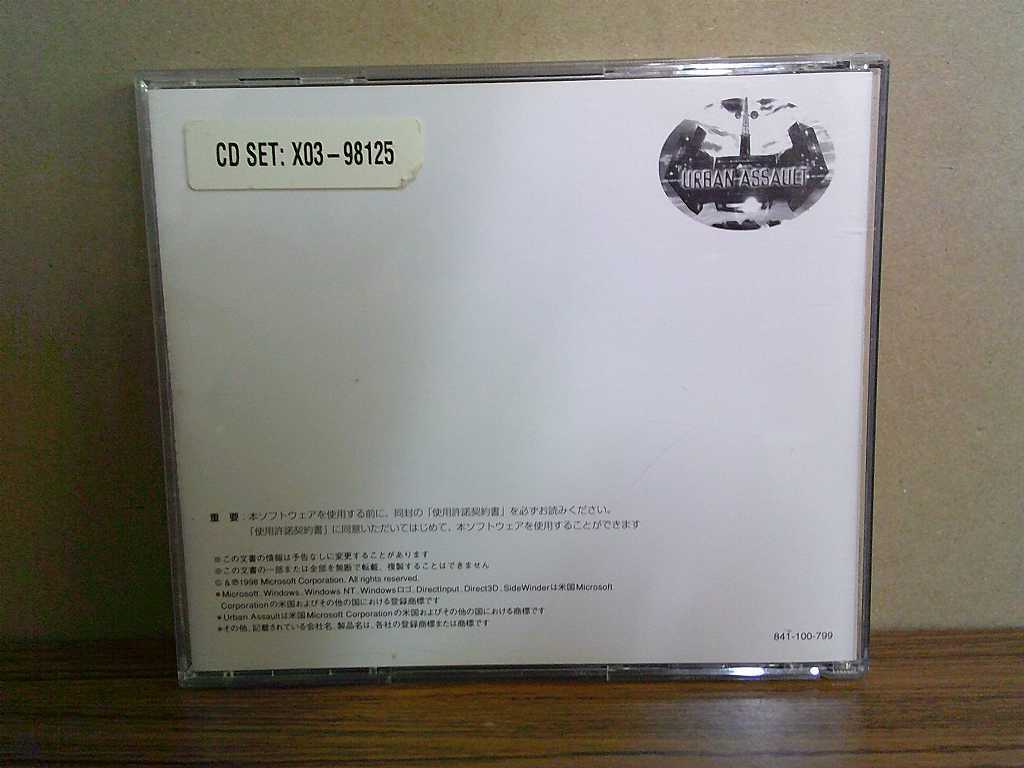 CD SET: X03-98125
URBAN ASSAULT
重 要：本ソフトウェアを使用する前に、同封の「使用許諾契約書」を必ずお読みください。
「使用許諾契約書」に同意いただいてはじめて、本ソフトウェアを使用することができます
※この文書の情報は予告なしに変更することがあります
※この文書の一部または全部を無断で転載、複製することはできません
© & ℗1998 Microsoft Corporation. All rights reserved.
*Microsoft、Windows、Windows NT、Windowsロゴ、DirectInput、Direct3D、SideWinderは米国Microsoft
Corporationの米国およびその他の国における登録商標です
*Urban Assaultは米国Microsoft Corporationの米国およびその他の国における商標です
*その他、記載されている会社名、製品名は、各社の登録商標または商標です
841-100-799